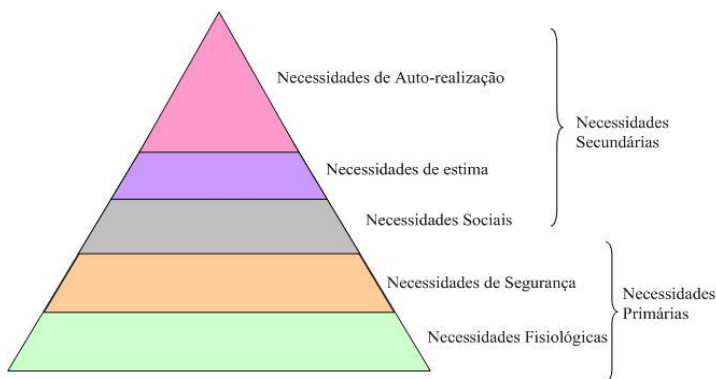 Necessidades de Auto-realização
Necessidades
Secundárias
Necessidades de estima
Necessidades Sociais
Necessidades de Segurança
Necessidades
Primárias
Necessidades Fisiológicas